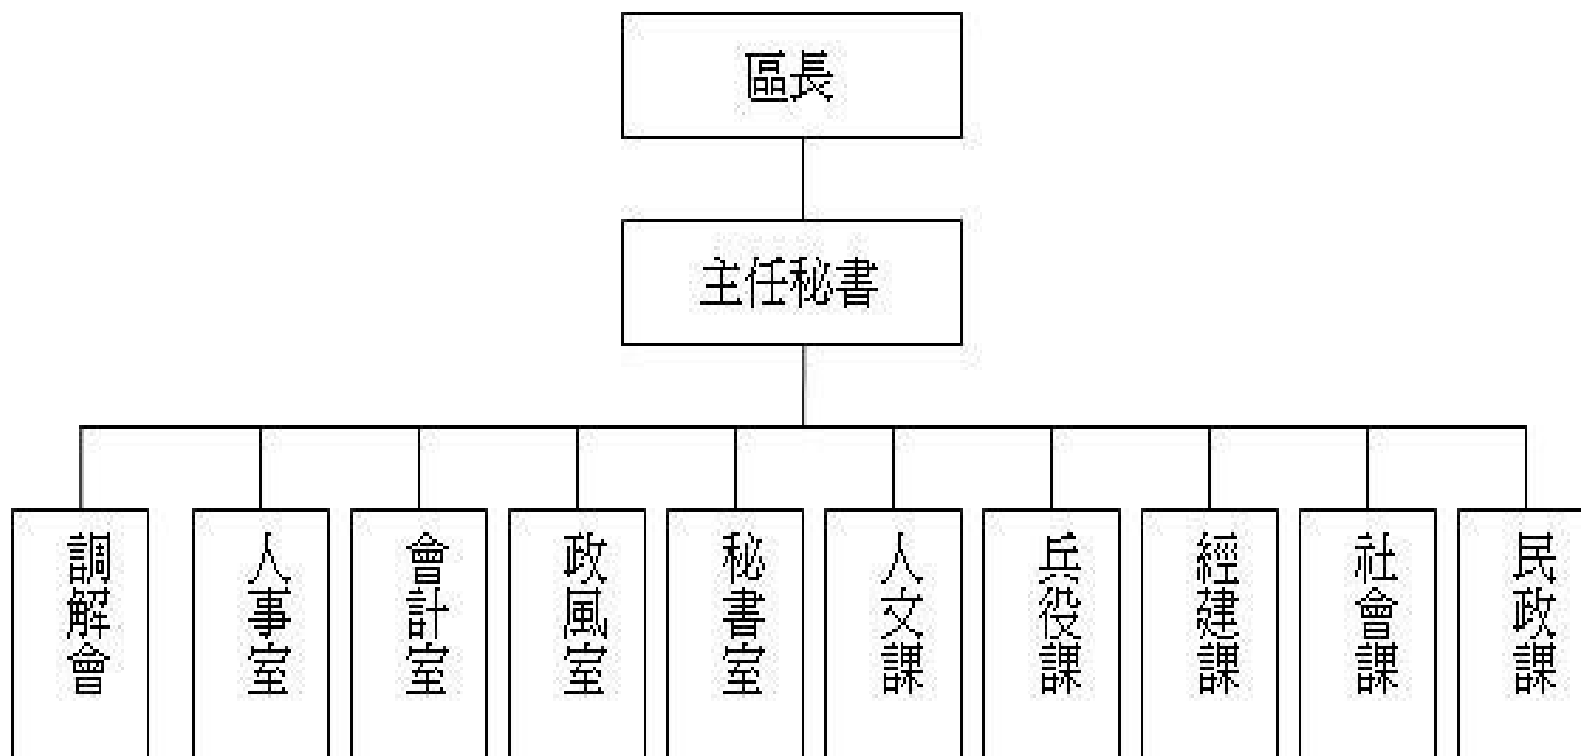 區長
主任秘書
調解會
人事室
會計室
政風室
秘書室
人文課
兵役課
經建課
社會課
民政課